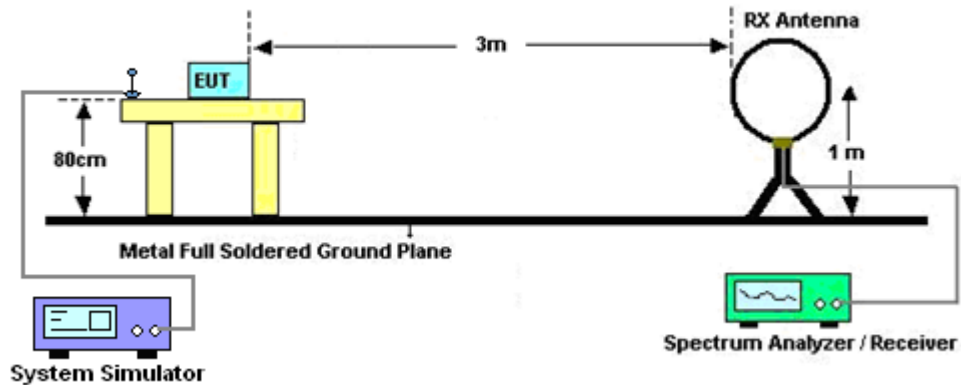 RX Antenna
3m
EUT
80cm
1 m
Metal Full Soldered Ground Plane
Spectrum Analyzer / Receiver
System Simulator